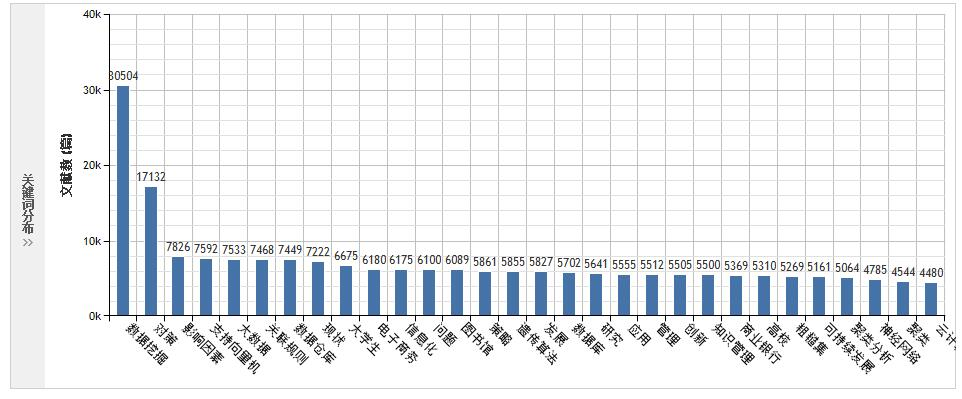 关键词分布
>>
文献数 (篇)
40k
30k
20k
10k
0k
30504
17132
7826
7592
7533
7468
7449
7222
6675
6180
6175
6100
6089
5861
5855
5827
5702
5641
5555
5512
5505
5500
5369
5310
5269
5161
5064
4785
4544
4480
数据挖掘
对策
影响因素
支持向量机
大数据
关联规则
数据仓库
现状
大学生
电子商务
信息化
问题
图书馆
策略
遗传算法
发展
数据库
研究
应用
管理
创新
知识管理
商业银行
高校
粗糙集
可持续发展
聚类分析
神经网络
聚类
云计